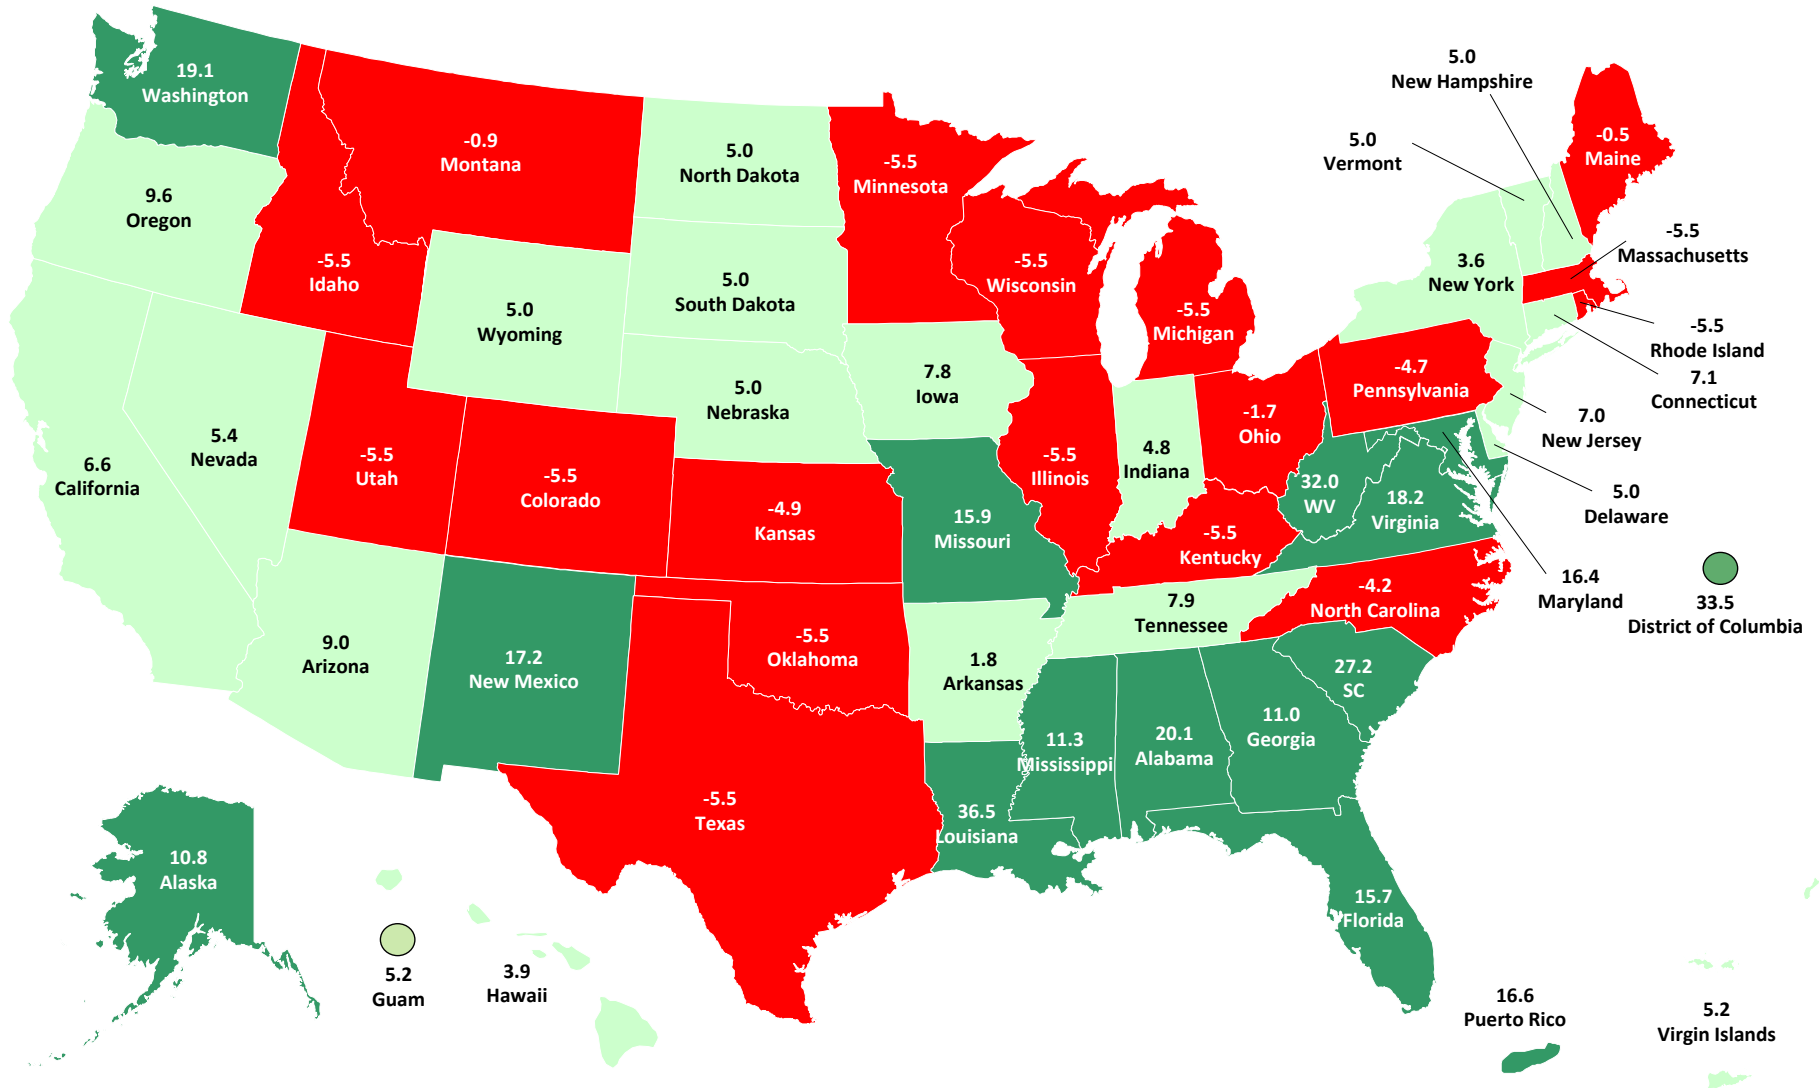 19.1
Washington
9.6
Oregon
6.6
California
5.4
Nevada
-5.5
Idaho
-0.9
Montana
5.0
Wyoming
-5.5
Utah
-5.5
Colorado
9.0
Arizona
17.2
New Mexico
5.0
North Dakota
5.0
South Dakota
5.0
Nebraska
-4.9
Kansas
-5.5
Oklahoma
-5.5
Texas
-5.5
Minnesota
7.8
Iowa
15.9
Missouri
1.8
Arkansas
36.5
Louisiana
-5.5
Wisconsin
-5.5
Illinois
-5.5
Michigan
4.8
Indiana
-1.7
Ohio
-5.5
Kentucky
7.9
Tennessee
11.3
Mississippi
20.1
Alabama
11.0
Georgia
15.7
Florida
27.2
SC
-4.2
North Carolina
18.2
Virginia
32.0
WV
-4.7
Pennsylvania
3.6
New York
5.0
Vermont
5.0
New Hampshire
-0.5
Maine
-5.5
Massachusetts
-5.5
Rhode Island
7.1
Connecticut
7.0
New Jersey
5.0
Delaware
16.4
Maryland
33.5
District of Columbia
10.8
Alaska
5.2
Guam
3.9
Hawaii
16.6
Puerto Rico
5.2
Virgin Islands